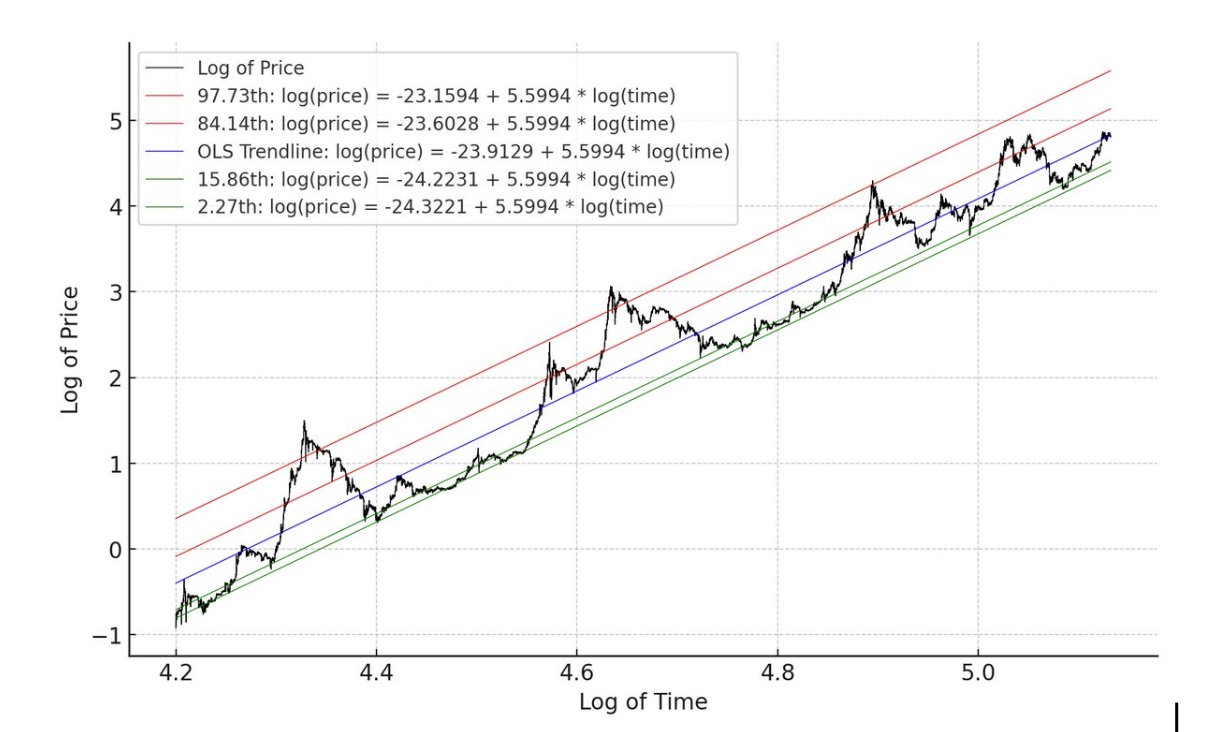 Log of Price
97.73th: log(price) = -23.1594 + 5.5994 * log(time)
84.14th: log(price) = -23.6028 + 5.5994 * log(time)
OLS Trendline: log(price) = -23.9129 + 5.5994 * log(time)
15.86th: log(price) = -24.2231 + 5.5994 * log(time)
2.27th: log(price) = -24.3221 + 5.5994 * log(time)
Log of Price
5
4
3
2
1
0
−1
4.2 4.4 4.6 4.8 5.0
Log of Time